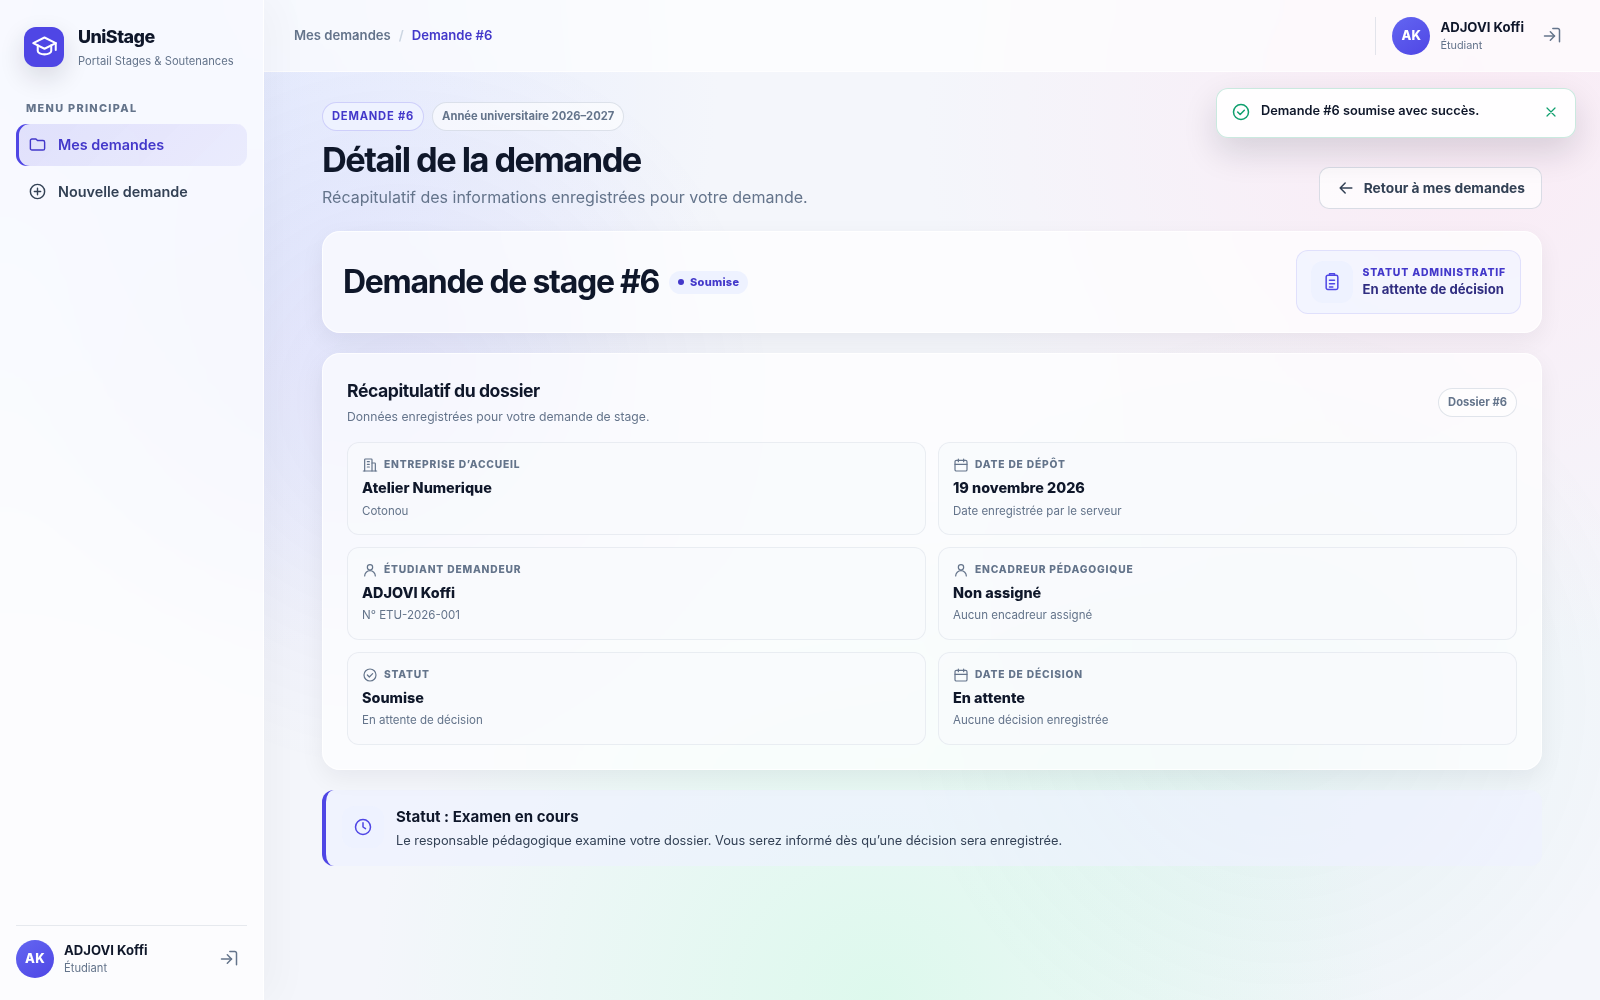 UniStage
Portail Stages & Soutenances
MENU PRINCIPAL
Mes demandes
Nouvelle demande
ADJOVI Koffi
Étudiant
AK
Mes demandes / Demande #6
AK
ADJOVI Koffi
Étudiant
Demande #6 soumise avec succès.
DEMANDE #6
Année universitaire 2026–2027
Détail de la demande
Récapitulatif des informations enregistrées pour votre demande.
Retour à mes demandes
Demande de stage #6
Soumise
STATUT ADMINISTRATIF
En attente de décision
Récapitulatif du dossier
Données enregistrées pour votre demande de stage.
Dossier #6
ENTREPRISE D’ACCUEIL
Atelier Numerique
Cotonou
DATE DE DÉPÔT
19 novembre 2026
Date enregistrée par le serveur
ÉTUDIANT DEMANDEUR
ADJOVI Koffi
N° ETU-2026-001
ENCADREUR PÉDAGOGIQUE
Non assigné
Aucun encadreur assigné
STATUT
Soumise
En attente de décision
DATE DE DÉCISION
En attente
Aucune décision enregistrée
Statut : Examen en cours
Le responsable pédagogique examine votre dossier. Vous serez informé dès qu’une décision sera enregistrée.